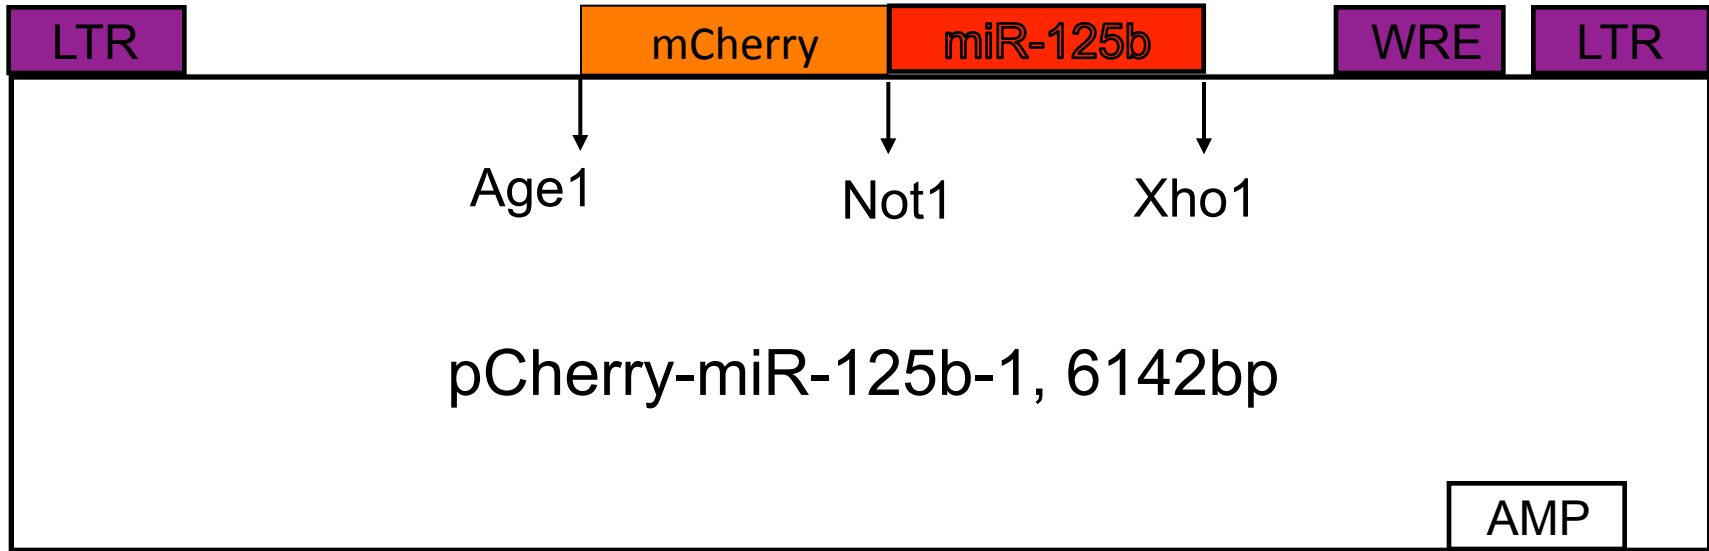 LTR mCherry miR-125b WRE LTR
Age1 Not1 Xho1
pCherry-miR-125b-1, 6142bp
AMP